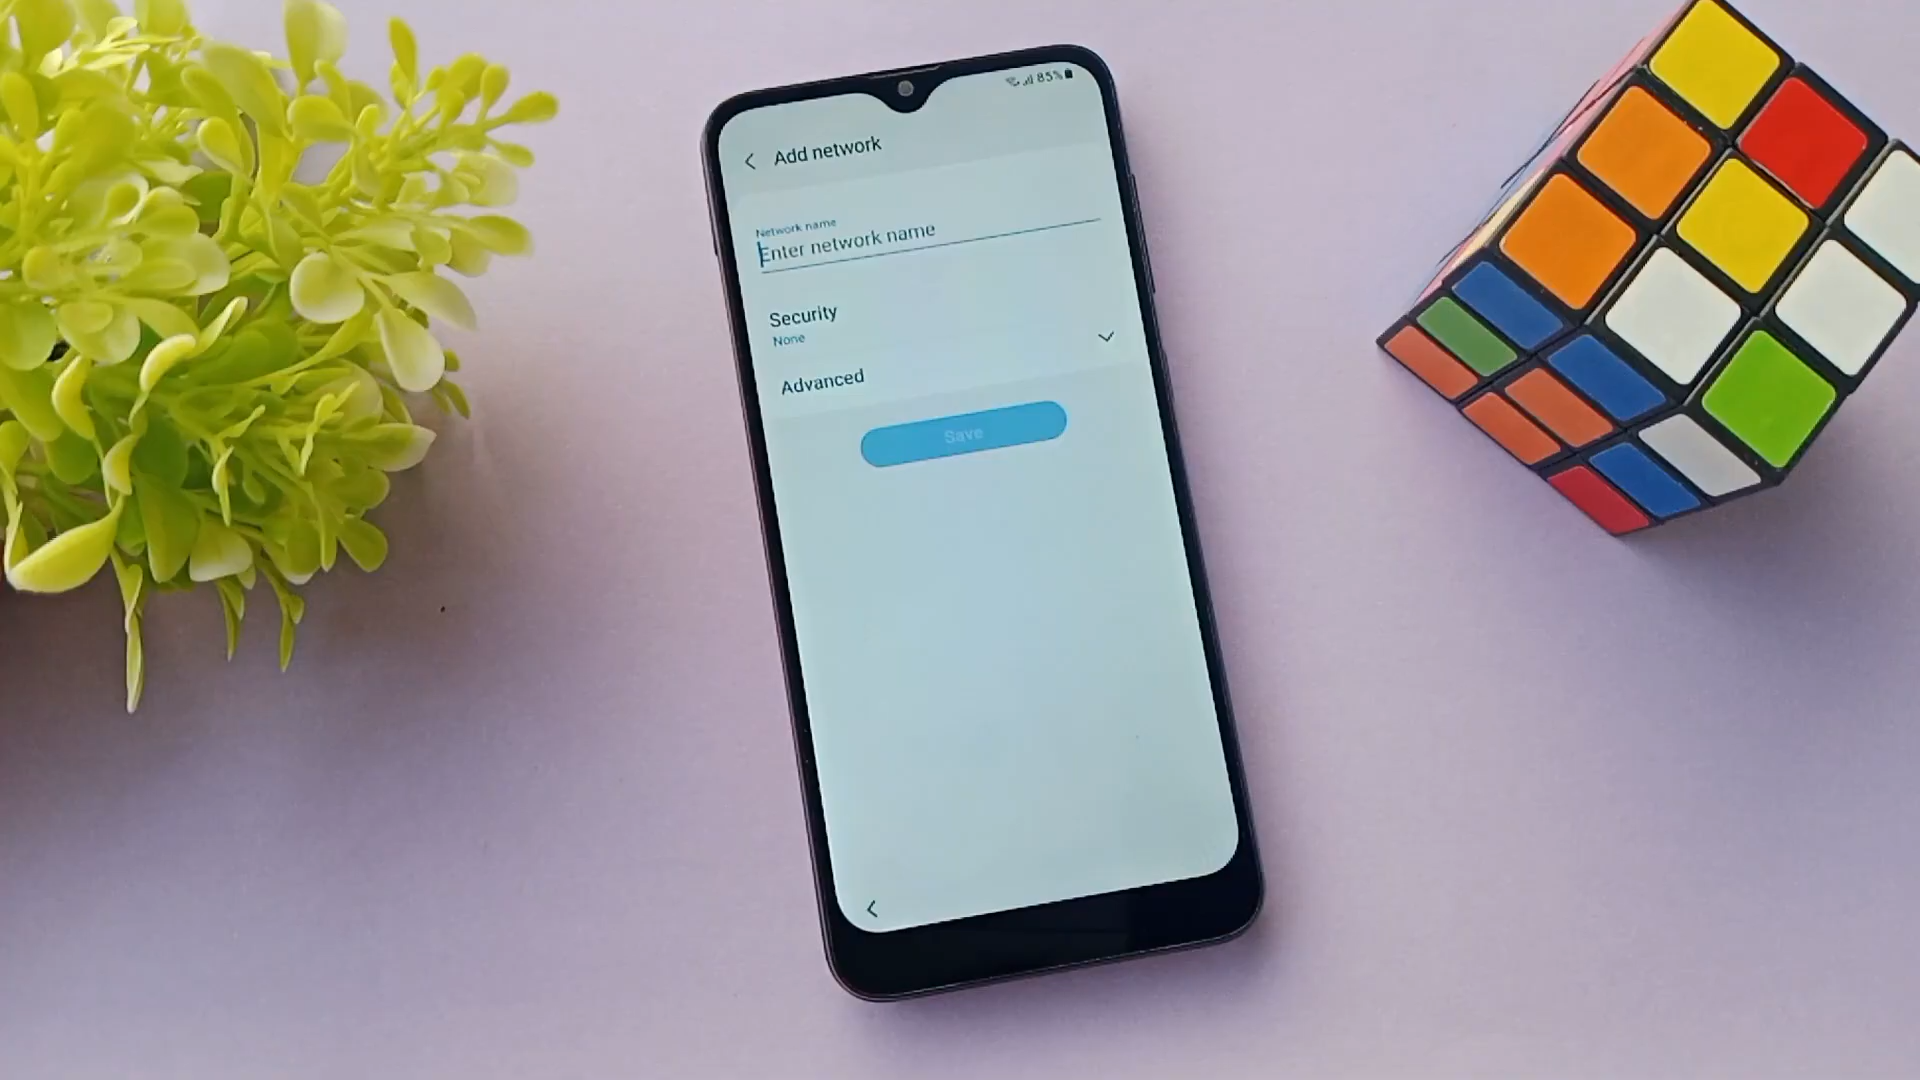 85%
Add network
Network name
Enter network name
Security
None
Advanced
Save